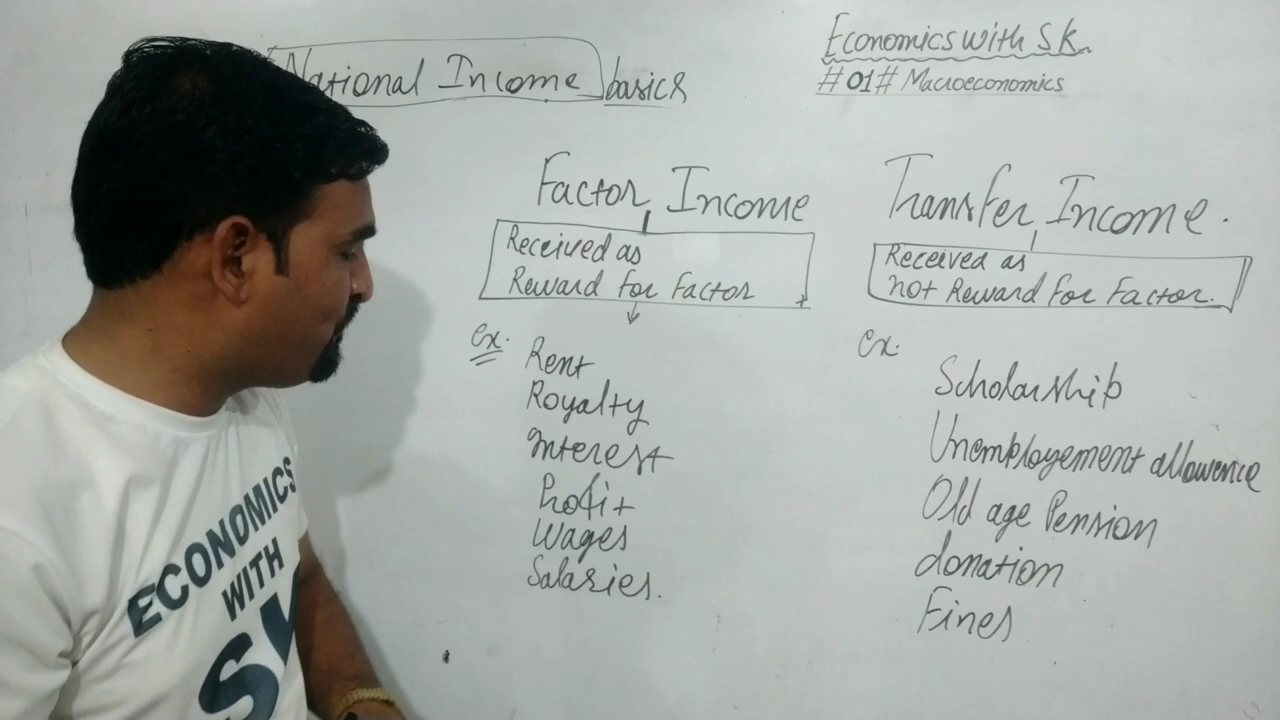 National Income basics
Economics with S.K.
#01# Macroeconomics
Factor Income
Received as
Reward for Factor
ex.
Rent
Royalty
Interest
Profit
Wages
Salaries.
Transfer Income.
Received as
not Reward for Factor.
ex.
Scholarship
Unemployement allowence
Old age Pension
donation
Fines
ECONOMICS
WITH
SK